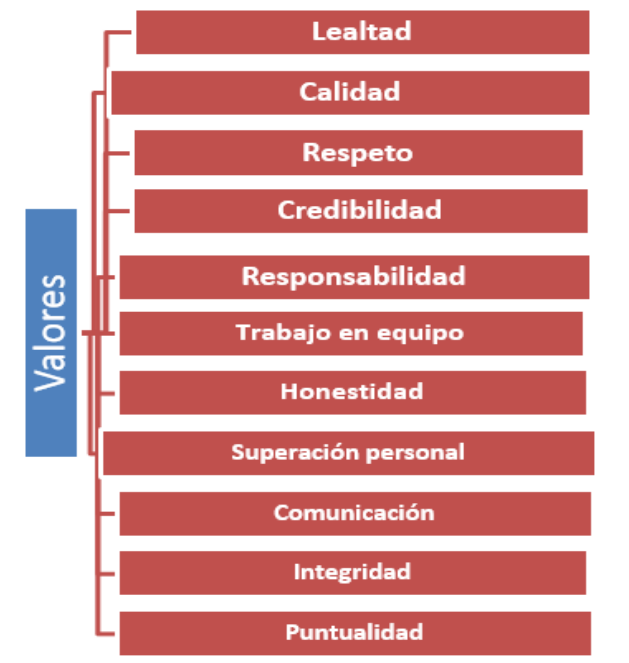 Valores
Lealtad
Calidad
Respeto
Credibilidad
Responsabilidad
Trabajo en equipo
Honestidad
Superación personal
Comunicación
Integridad
Puntualidad